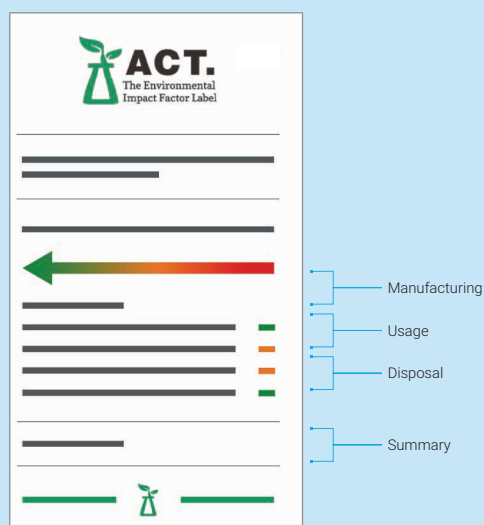 ACT.
The Environmental
Impact Factor Label
Manufacturing
Usage
Disposal
Summary